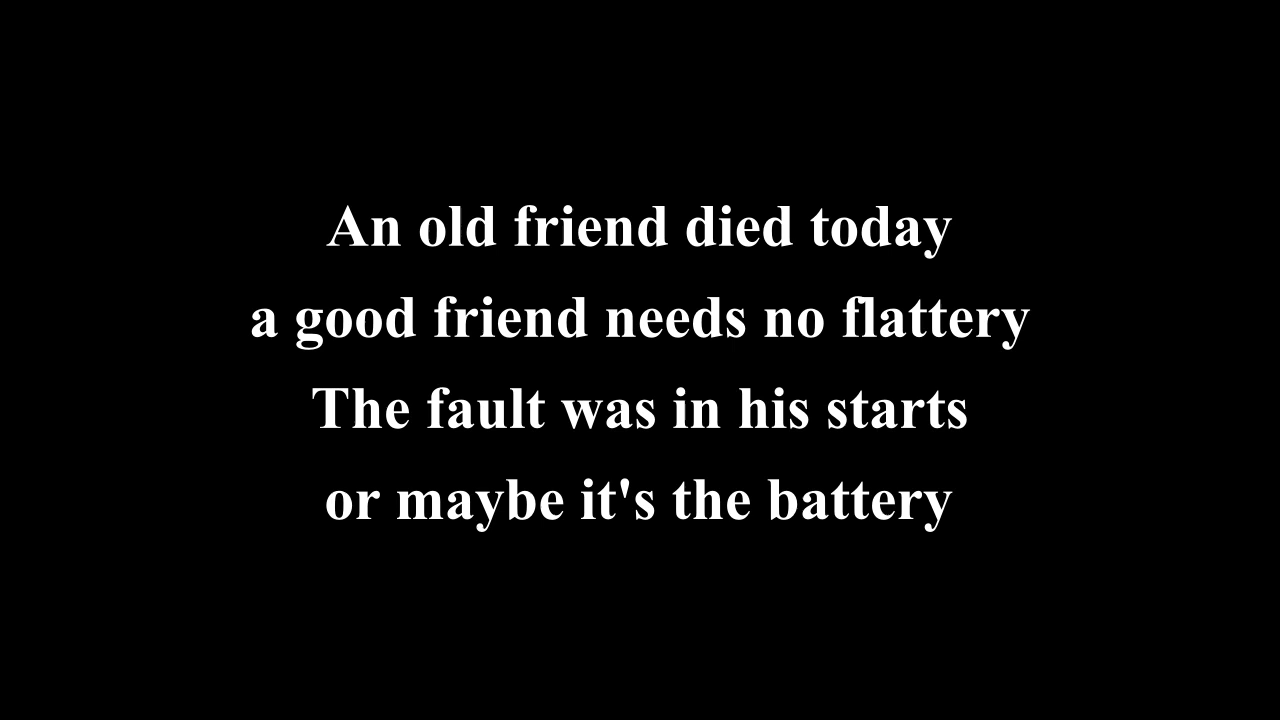 An old friend died today
a good friend needs no flattery
The fault was in his starts
or maybe it's the battery